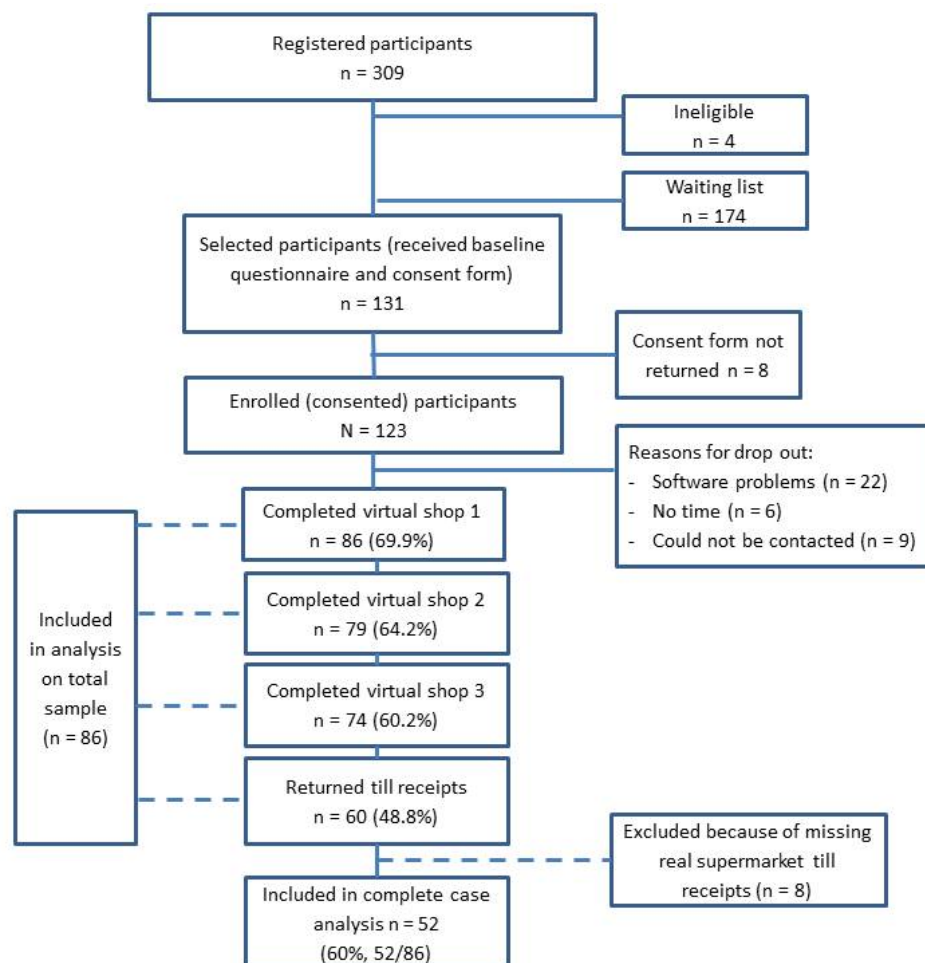 Registered participants
n = 309
Ineligible
n = 4
Waiting list
n = 174
Selected participants (received baseline
questionnaire and consent form)
n = 131
Consent form not
returned n = 8
Enrolled (consented) participants
N = 123
Reasons for drop out:
- Software problems (n = 22)
- No time (n = 6)
- Could not be contacted (n = 9)
Completed virtual shop 1
n = 86 (69.9%)
Completed virtual shop 2
n = 79 (64.2%)
Included
in analysis
on total
sample
(n = 86)
Completed virtual shop 3
n = 74 (60.2%)
Returned till receipts
n = 60 (48.8%)
Excluded because of missing
real supermarket till
receipts (n = 8)
Included in complete case
analysis n = 52
(60%, 52/86)